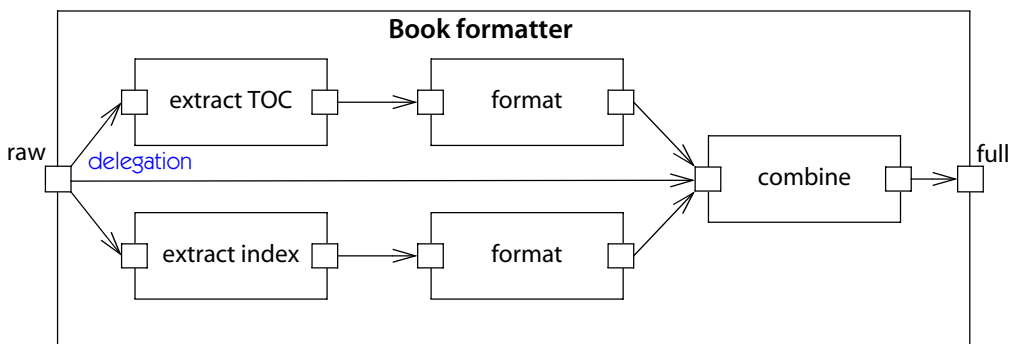 Book formatter
extract TOC
format
raw
delegation
combine
full
extract index
format